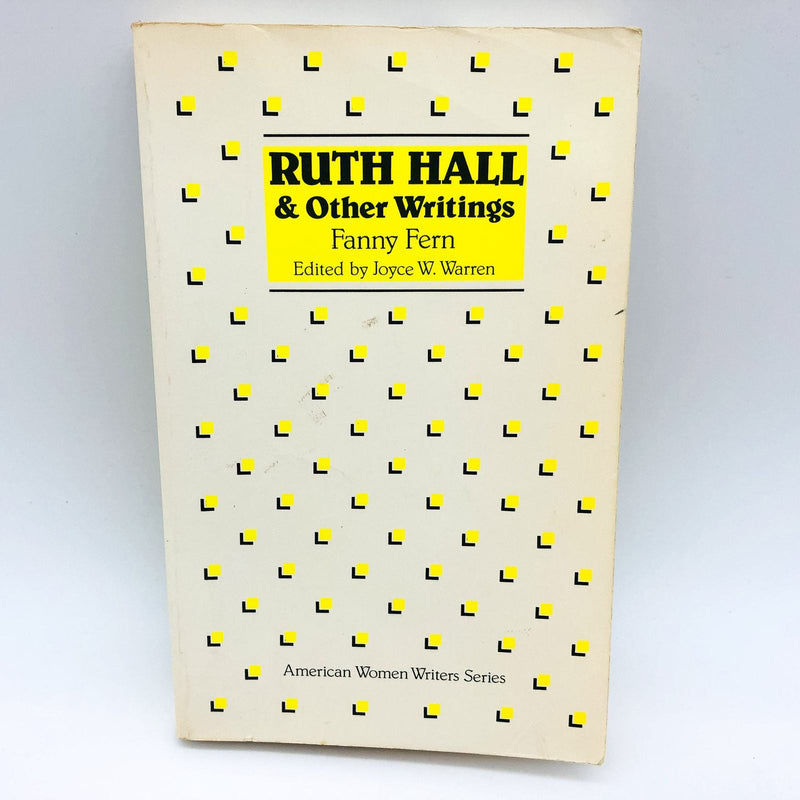 RUTH HALL
& Other Writings
Fanny Fern
Edited by Joyce W. Warren
American Women Writers Series